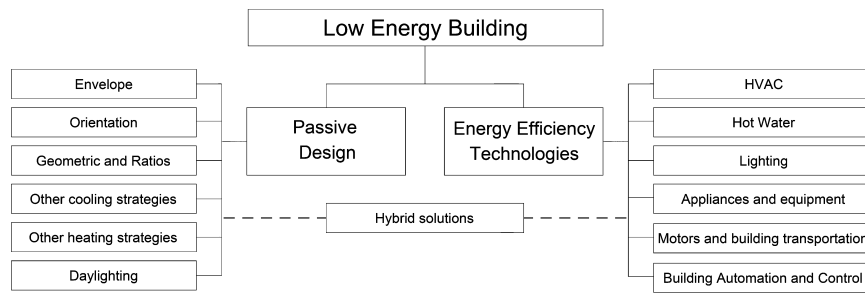 Low Energy Building
Envelope
Orientation
Geometric and Ratios
Other cooling strategies
Other heating strategies
Daylighting
Passive
Design
Energy Efficiency
Technologies
Hybrid solutions
HVAC
Hot Water
Lighting
Appliances and equipment
Motors and building transportation
Building Automation and Control